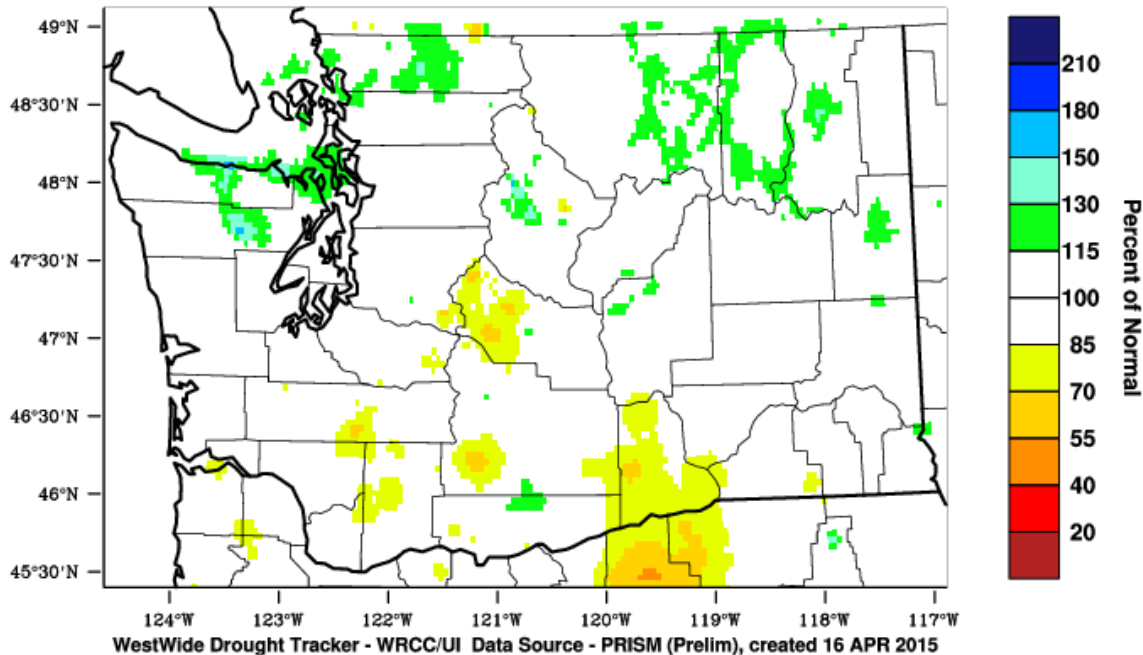 49°N
48°30'N
48°N
47°30'N
47°N
46°30'N
46°N
45°30'N
124°W 123°W 122°W 121°W 120°W 119°W 118°W 117°W
210
180
150
130
115
100
85
70
55
40
20
Percent of Normal
WestWide Drought Tracker - WRCC/UI Data Source - PRISM (Prelim), created 16 APR 2015